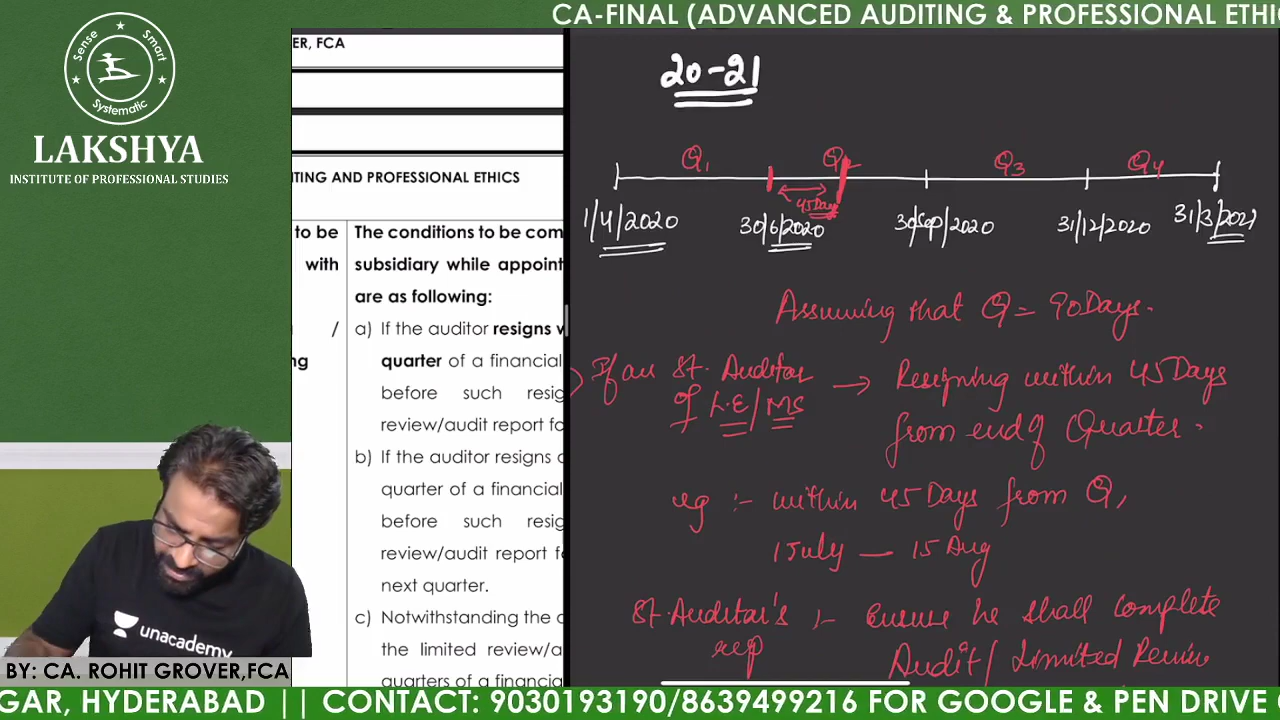 CA-FINAL (ADVANCED AUDITING & PROFESSIONAL ETHI
Sense
Smart
Systematic
LAKSHYA
INSTITUTE OF PROFESSIONAL STUDIES
ER, FCA
TING AND PROFESSIONAL ETHICS
to be
with
/
ng
The conditions to be com
subsidiary while appoint
are as following:
a) If the auditor resigns w
quarter of a financial
before such resig
review/audit report fo
b) If the auditor resigns a
quarter of a financial
before such resig
review/audit report fo
next quarter.
c) Notwithstanding the a
the limited review/a
quarters of a financia
20-21
Q1 Q2 Q3 Q4
45 Days
1/4/2020 30/6/2020 30/Sep/2020 31/12/2020 31/3/2021
Assuming that Q = 90 Days.
If an St. Auditor → Resigning within 45 Days
of L.E/MS from end of Quarter.
eg :- within 45 Days from Q1
1 July — 15 Aug
St. Auditor's :- Ensure he shall complete
resp Audit/Limited Review
unacademy
BY: CA. ROHIT GROVER,FCA
GAR, HYDERABAD || CONTACT: 9030193190/8639499216 FOR GOOGLE & PEN DRIVE